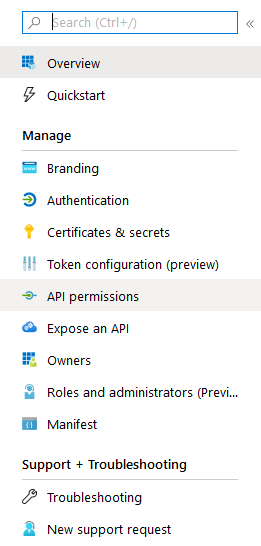 Search (Ctrl+/)
Overview
Quickstart
Manage
Branding
Authentication
Certificates & secrets
Token configuration (preview)
API permissions
Expose an API
Owners
Roles and administrators (Previ...
Manifest
Support + Troubleshooting
Troubleshooting
New support request